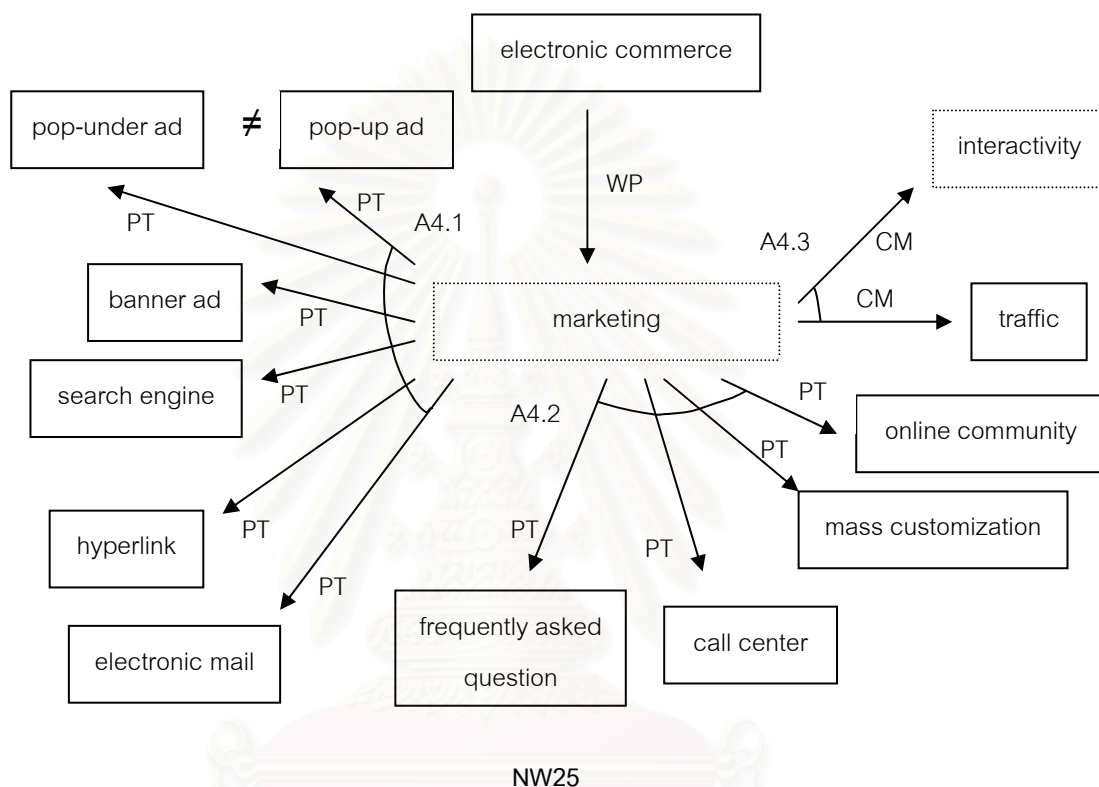 electronic commerce
pop-under ad
≠
pop-up ad
interactivity
WP
PT
PT
A4.1
A4.3
CM
banner ad
PT
marketing
CM
traffic
search engine
PT
A4.2
PT
online community
PT
hyperlink
PT
PT
PT
PT
mass customization
frequently asked
question
call center
electronic mail
NW25